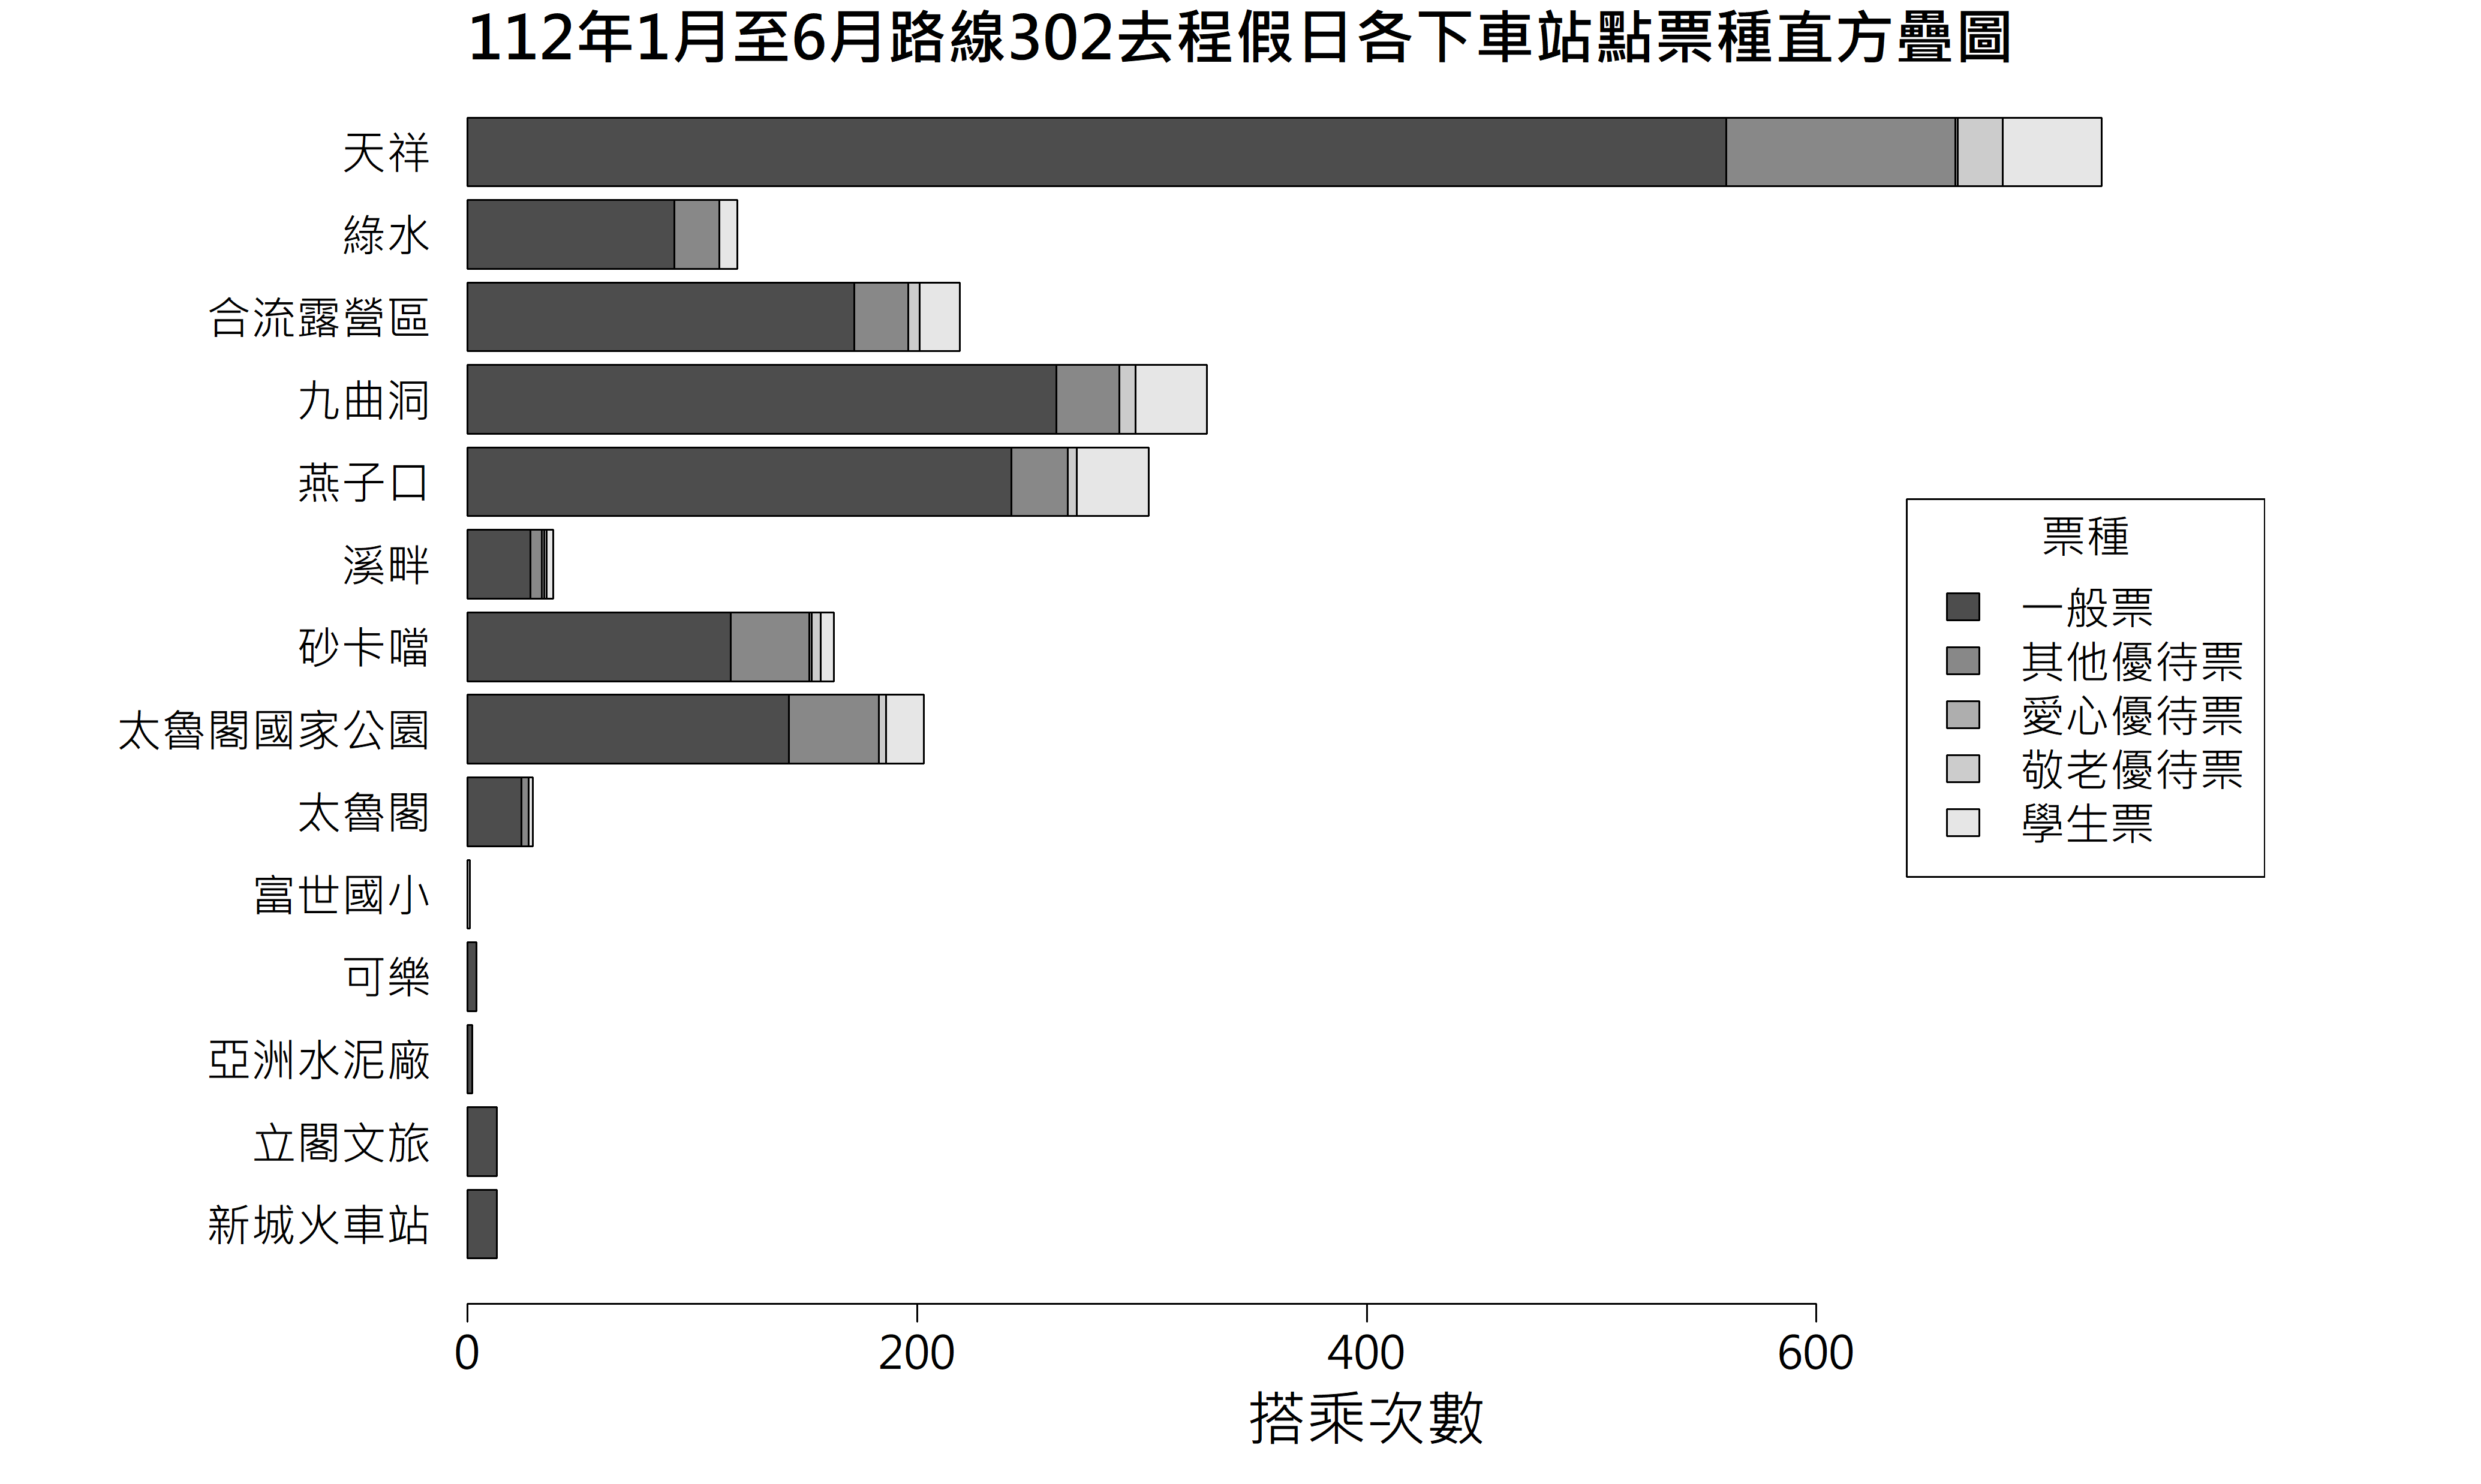 112年1月至6月路線302去程假日各下車站點票種直方疊圖
天祥
綠水
合流露營區
九曲洞
燕子口
溪畔
砂卡噹
太魯閣國家公園
太魯閣
富世國小
可樂
亞洲水泥廠
立閣文旅
新城火車站
票種
一般票
其他優待票
愛心優待票
敬老優待票
學生票
0 200 400 600
搭乘次數